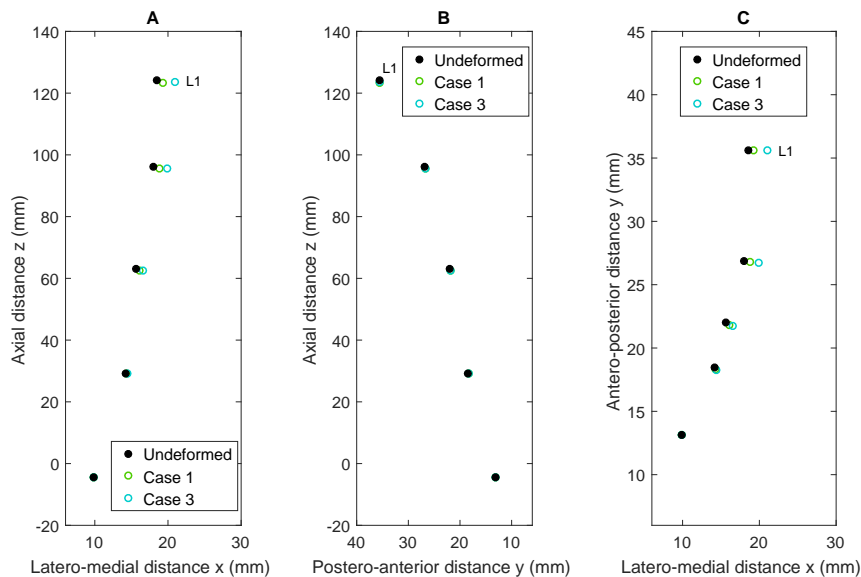 A
140
120
100
80
60
40
20
0
-20
10
20
30
Axial distance z (mm)
Latero-medial distance x (mm)
L1
Undeformed
Case 1
Case 3
B
140
120
100
80
60
40
20
0
-20
40
30
20
10
Axial distance z (mm)
Postero-anterior distance y (mm)
L1
Undeformed
Case 1
Case 3
C
45
40
35
30
25
20
15
10
10
20
30
Antero-posterior distance y (mm)
Latero-medial distance x (mm)
Undeformed
Case 1
Case 3
L1